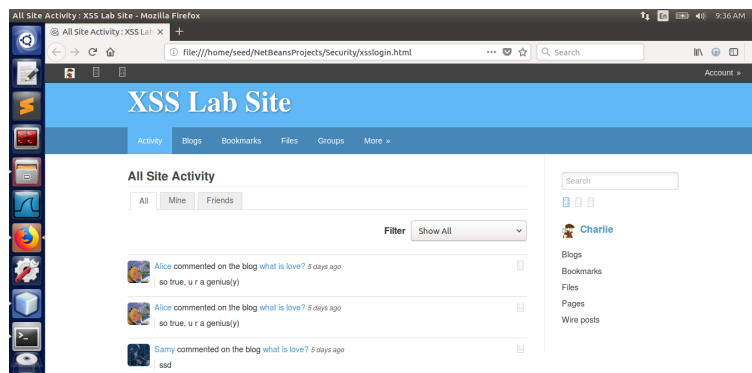 All Site Activity : XSS Lab Site - Mozilla Firefox
En
9:36 AM
All Site Activity : XSS Lab
file:///home/seed/NetBeansProjects/Security/xsslogin.html
Search
Account »
XSS Lab Site
Activity Blogs Bookmarks Files Groups More »
All Site Activity
All Mine Friends
Filter Show All
Alice commented on the blog what is love? 5 days ago
so true, u r a genius(y)
Alice commented on the blog what is love? 5 days ago
so true, u r a genius(y)
Samy commented on the blog what is love? 5 days ago
ssd
Search
Charlie
Blogs
Bookmarks
Files
Pages
Wire posts